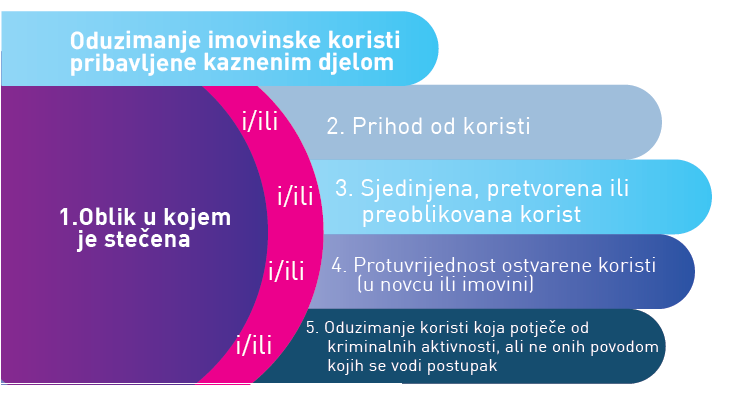 Oduzimanje imovinske koristi
pribavljene kaznenim djelom
i/ili
2. Prihod od koristi
i/ili
3. Sjedinjena, pretvorena ili
preoblikovana korist
1.Oblik u kojem
je stečena
i/ili
4. Protuvrijednost ostvarene koristi
(u novcu ili imovini)
i/ili
5. Oduzimanje koristi koja potječe od
kriminalnih aktivnosti, ali ne onih povodom
kojih se vodi postupak